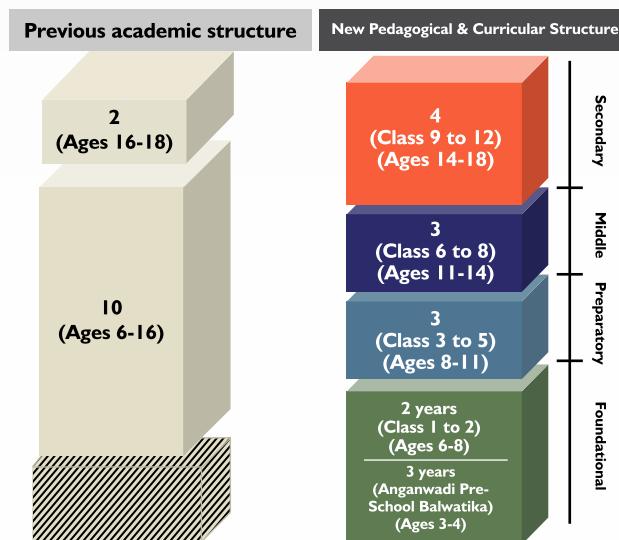 Previous academic structure
2
(Ages 16-18)
10
(Ages 6-16)
New Pedagogical & Curricular Structure
4
(Class 9 to 12)
(Ages 14-18)
3
(Class 6 to 8)
(Ages 11-14)
3
(Class 3 to 5)
(Ages 8-11)
2 years
(Class 1 to 2)
(Ages 6-8)
3 years
(Anganwadi Pre-
School Balwatika)
(Ages 3-4)
Secondary
Middle
Preparatory
Foundational